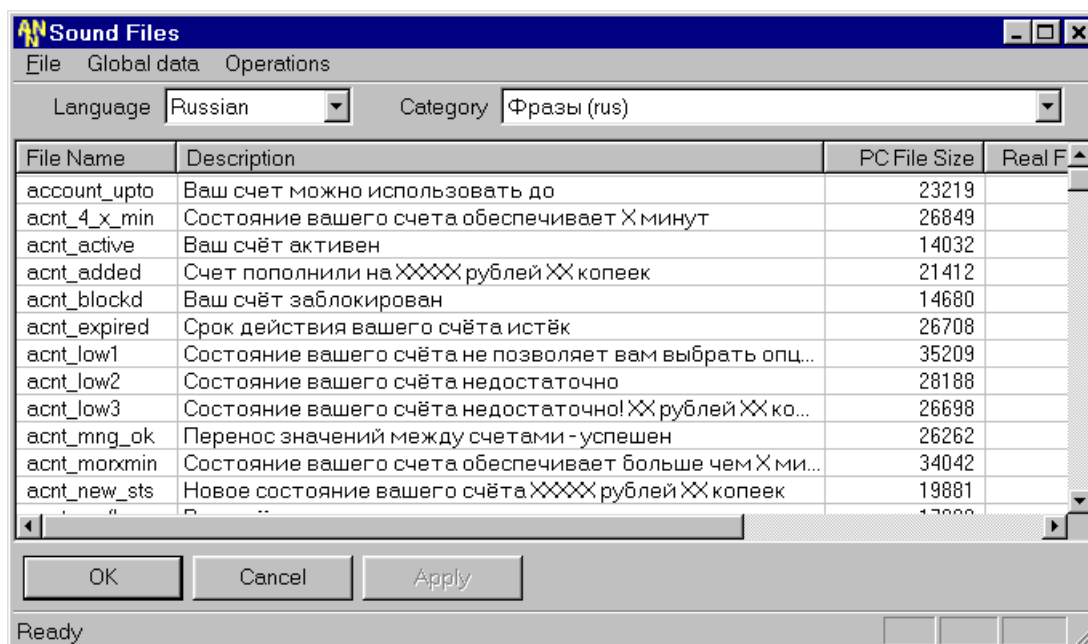 Sound Files
File Global data Operations
Language Russian Category Фразы (rus)
File Name Description PC File Size Real F
account_upto Ваш счет можно использовать до 23219
acnt_4_x_min Состояние вашего счета обеспечивает X минут 26849
acnt_active Ваш счёт активен 14032
acnt_added Счет пополнили на XXXXX рублей XX копеек 21412
acnt_blockd Ваш счёт заблокирован 14680
acnt_expired Срок действия вашего счёта истёк 26708
acnt_low1 Состояние вашего счёта не позволяет вам выбрать опц... 35209
acnt_low2 Состояние вашего счёта недостаточно 28188
acnt_low3 Состояние вашего счёта недостаточно! XX рублей XX ко... 26698
acnt_mng_ok Перенос значений между счетами - успешен 26262
acnt_morxmin Состояние вашего счета обеспечивает больше чем X ми... 34042
acnt_new_sts Новое состояние вашего счёта XXXXX рублей XX копеек 19881
OK Cancel Apply
Ready